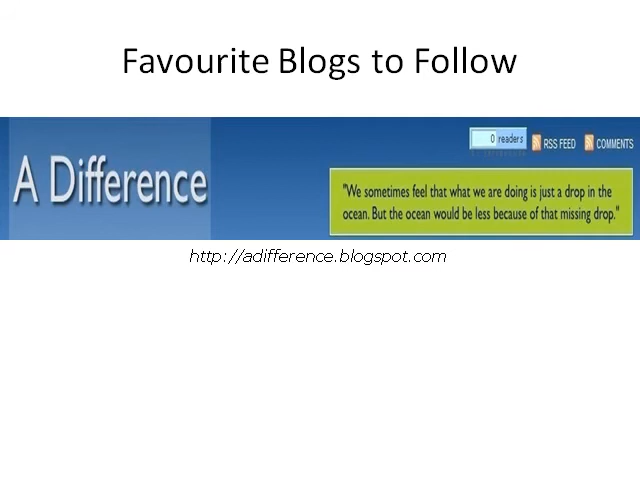 Favourite Blogs to Follow
0 readers
RSS FEED
COMMENTS
A Difference
"We sometimes feel that what we are doing is just a drop in the
ocean. But the ocean would be less because of that missing drop."
http://adifference.blogspot.com